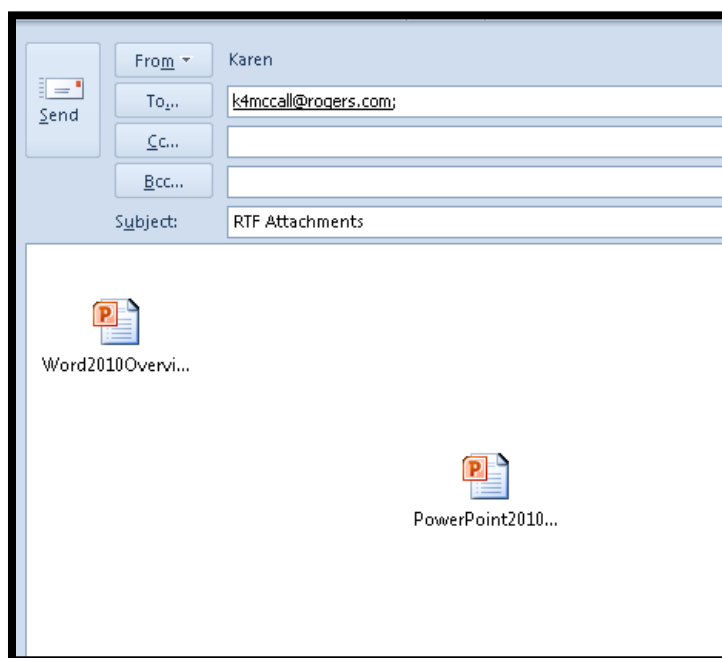 From Karen
Send
To... k4mccall@rogers.com;
Cc...
Bcc...
Subject: RTF Attachments
Word2010Overvi...
PowerPoint2010...